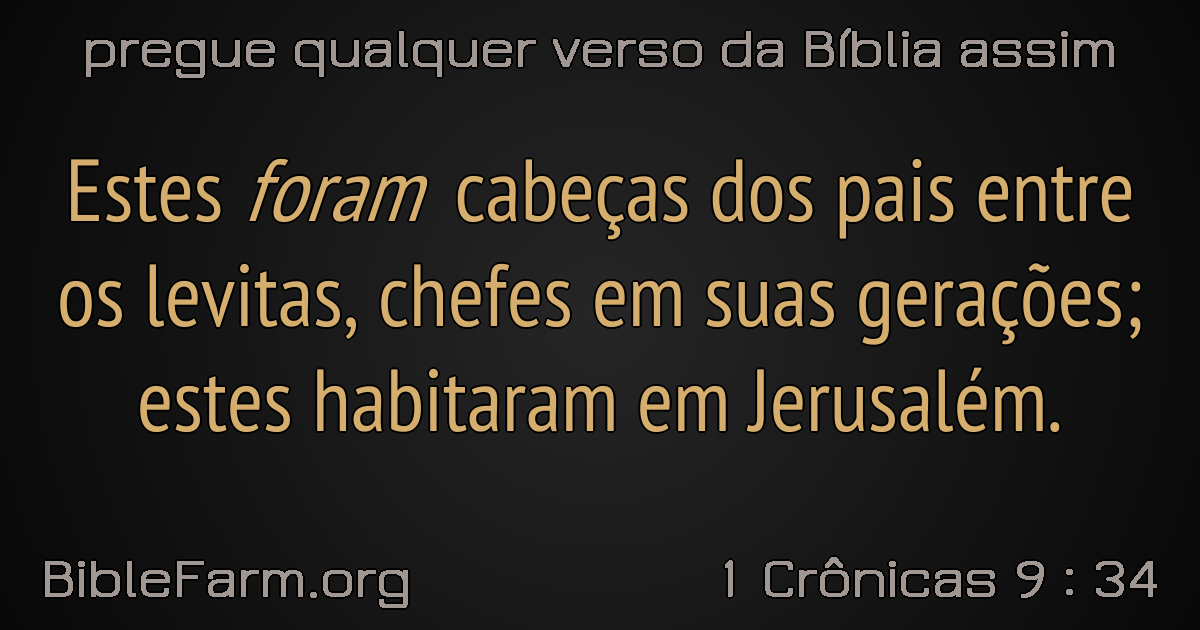 pregue qualquer verso da Bíblia assim
Estes foram cabeças dos pais entre
os levitas, chefes em suas gerações;
estes habitaram em Jerusalém.
BibleFarm.org
1 Crônicas 9 : 34